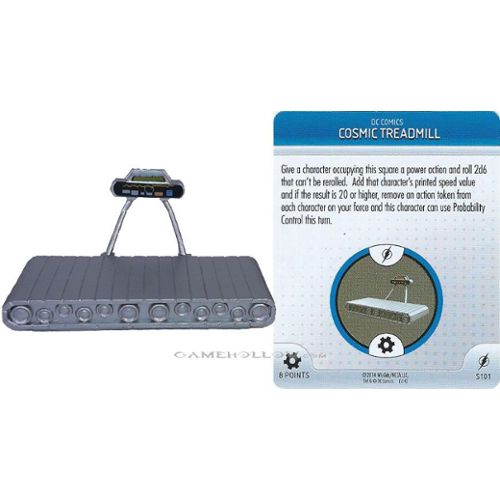 DC COMICS
COSMIC TREADMILL
Give a character occupying this square a power action and roll 2d6
that can't be rerolled. Add that character's printed speed value
and if the result is 20 or higher, remove an action token from
each character on your force and this character can use Probability
Control this turn.
GAMEHOLLOW.COM
8 POINTS
S101